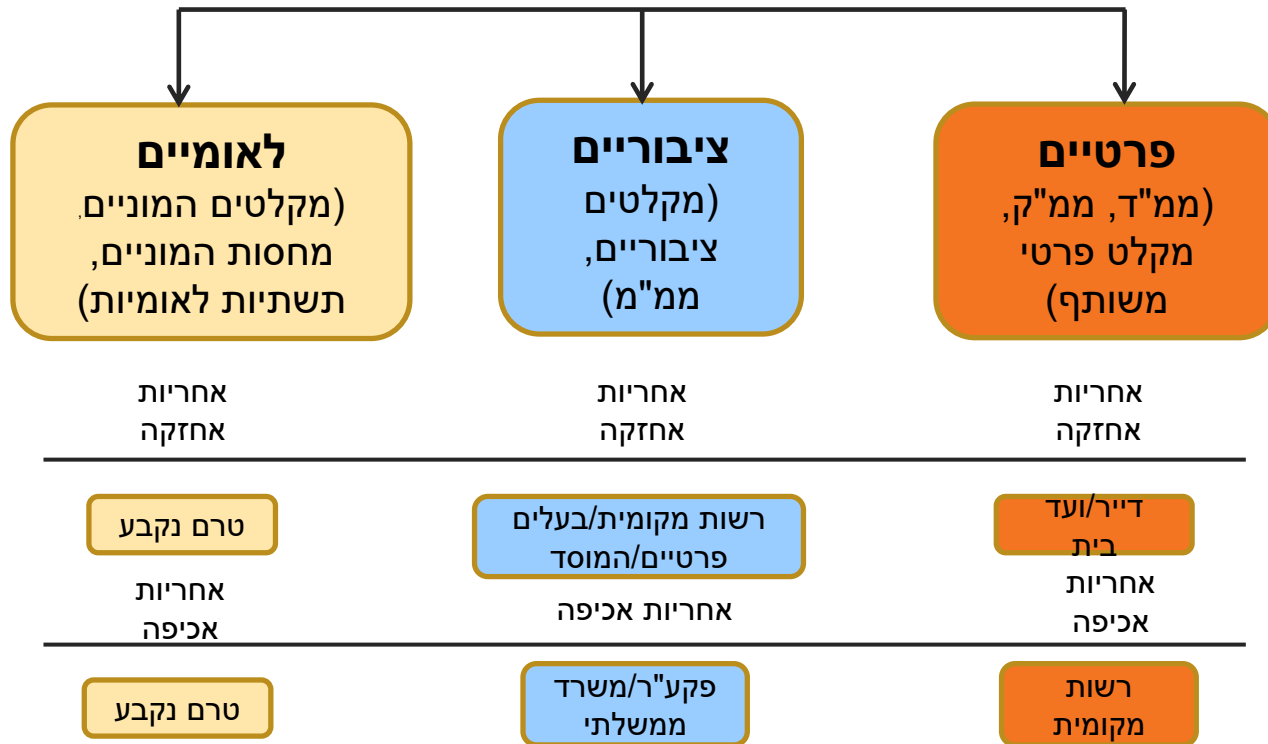 פרטיים
(ממ"ד, ממ"ק,
מקלט פרטי
משותף)
ציבוריים
(מקלטים
ציבוריים,
ממ"מ)
לאומיים
(מקלטים המוניים,
מחסות המוניים,
תשתיות לאומיות)
אחריות
אחזקה
אחריות
אחזקה
אחריות
אחזקה
דייר/ועד
בית
רשות מקומית/בעלים
פרטיים/המוסד
טרם נקבע
אחריות
אכיפה
אחריות אכיפה
אחריות
אכיפה
רשות
מקומית
פקע"ר/משרד
ממשלתי
טרם נקבע